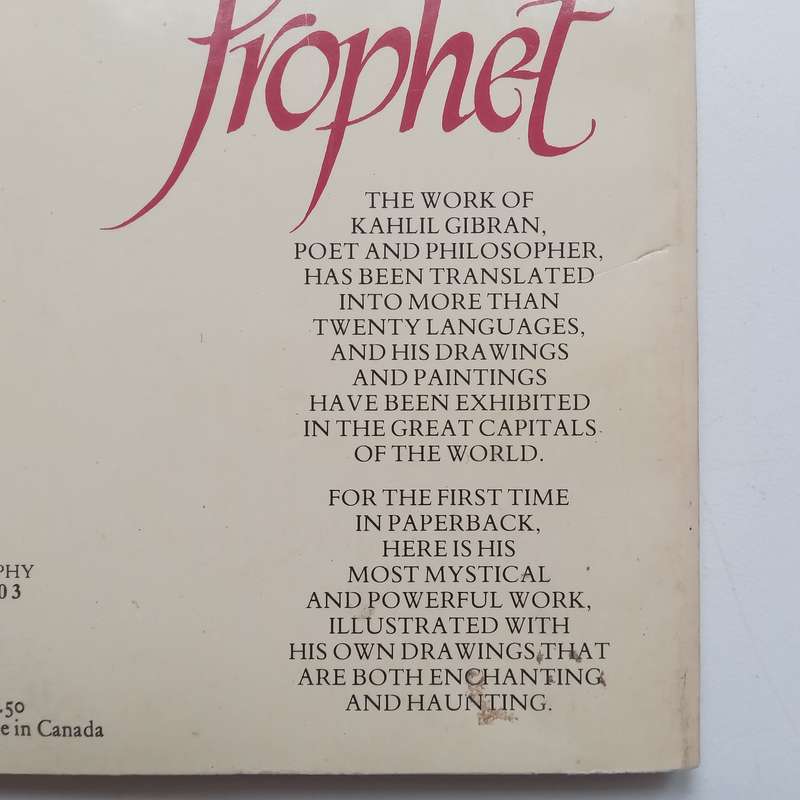 Prophet
THE WORK OF
KAHLIL GIBRAN,
POET AND PHILOSOPHER,
HAS BEEN TRANSLATED
INTO MORE THAN
TWENTY LANGUAGES,
AND HIS DRAWINGS
AND PAINTINGS
HAVE BEEN EXHIBITED
IN THE GREAT CAPITALS
OF THE WORLD.
FOR THE FIRST TIME
IN PAPERBACK,
HERE IS HIS
MOST MYSTICAL
AND POWERFUL WORK,
ILLUSTRATED WITH
HIS OWN DRAWINGS THAT
ARE BOTH ENCHANTING
AND HAUNTING.
PHY
03
.50
e in Canada